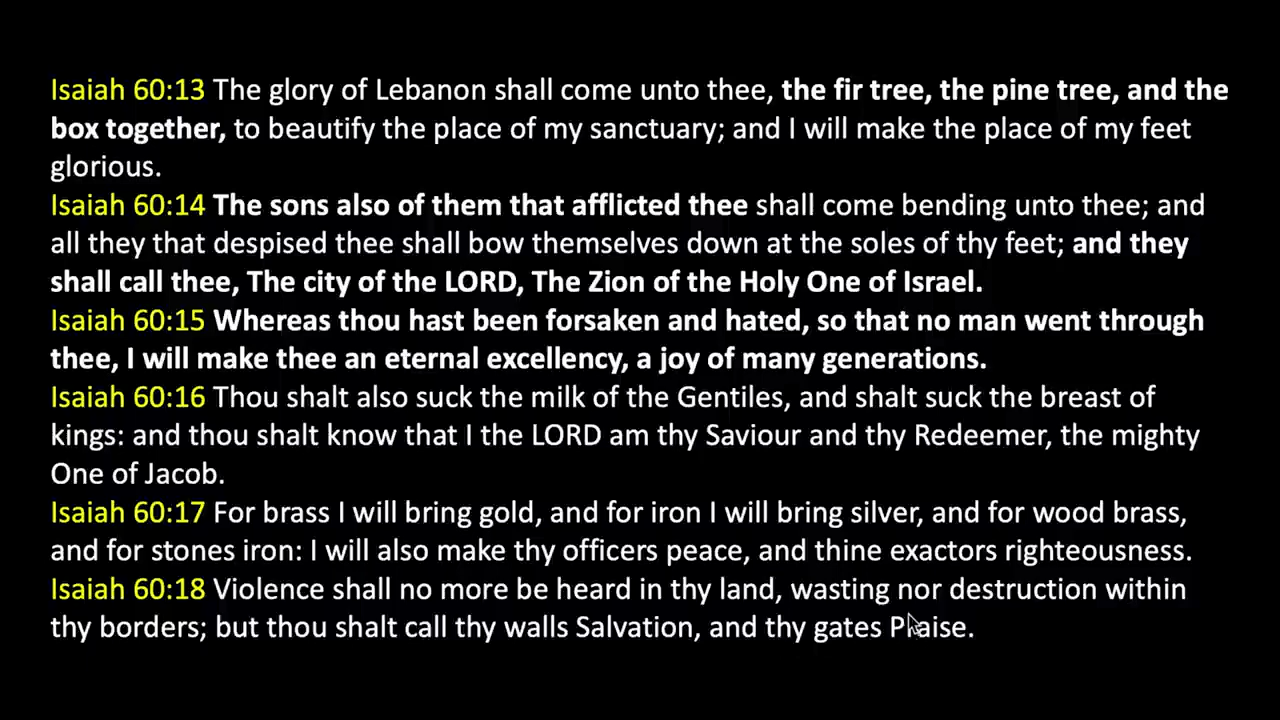 Isaiah 60:13 The glory of Lebanon shall come unto thee, the fir tree, the pine tree, and the
box together, to beautify the place of my sanctuary; and I will make the place of my feet
glorious.
Isaiah 60:14 The sons also of them that afflicted thee shall come bending unto thee; and
all they that despised thee shall bow themselves down at the soles of thy feet; and they
shall call thee, The city of the LORD, The Zion of the Holy One of Israel.
Isaiah 60:15 Whereas thou hast been forsaken and hated, so that no man went through
thee, I will make thee an eternal excellency, a joy of many generations.
Isaiah 60:16 Thou shalt also suck the milk of the Gentiles, and shalt suck the breast of
kings: and thou shalt know that I the LORD am thy Saviour and thy Redeemer, the mighty
One of Jacob.
Isaiah 60:17 For brass I will bring gold, and for iron I will bring silver, and for wood brass,
and for stones iron: I will also make thy officers peace, and thine exactors righteousness.
Isaiah 60:18 Violence shall no more be heard in thy land, wasting nor destruction within
thy borders; but thou shalt call thy walls Salvation, and thy gates Praise.